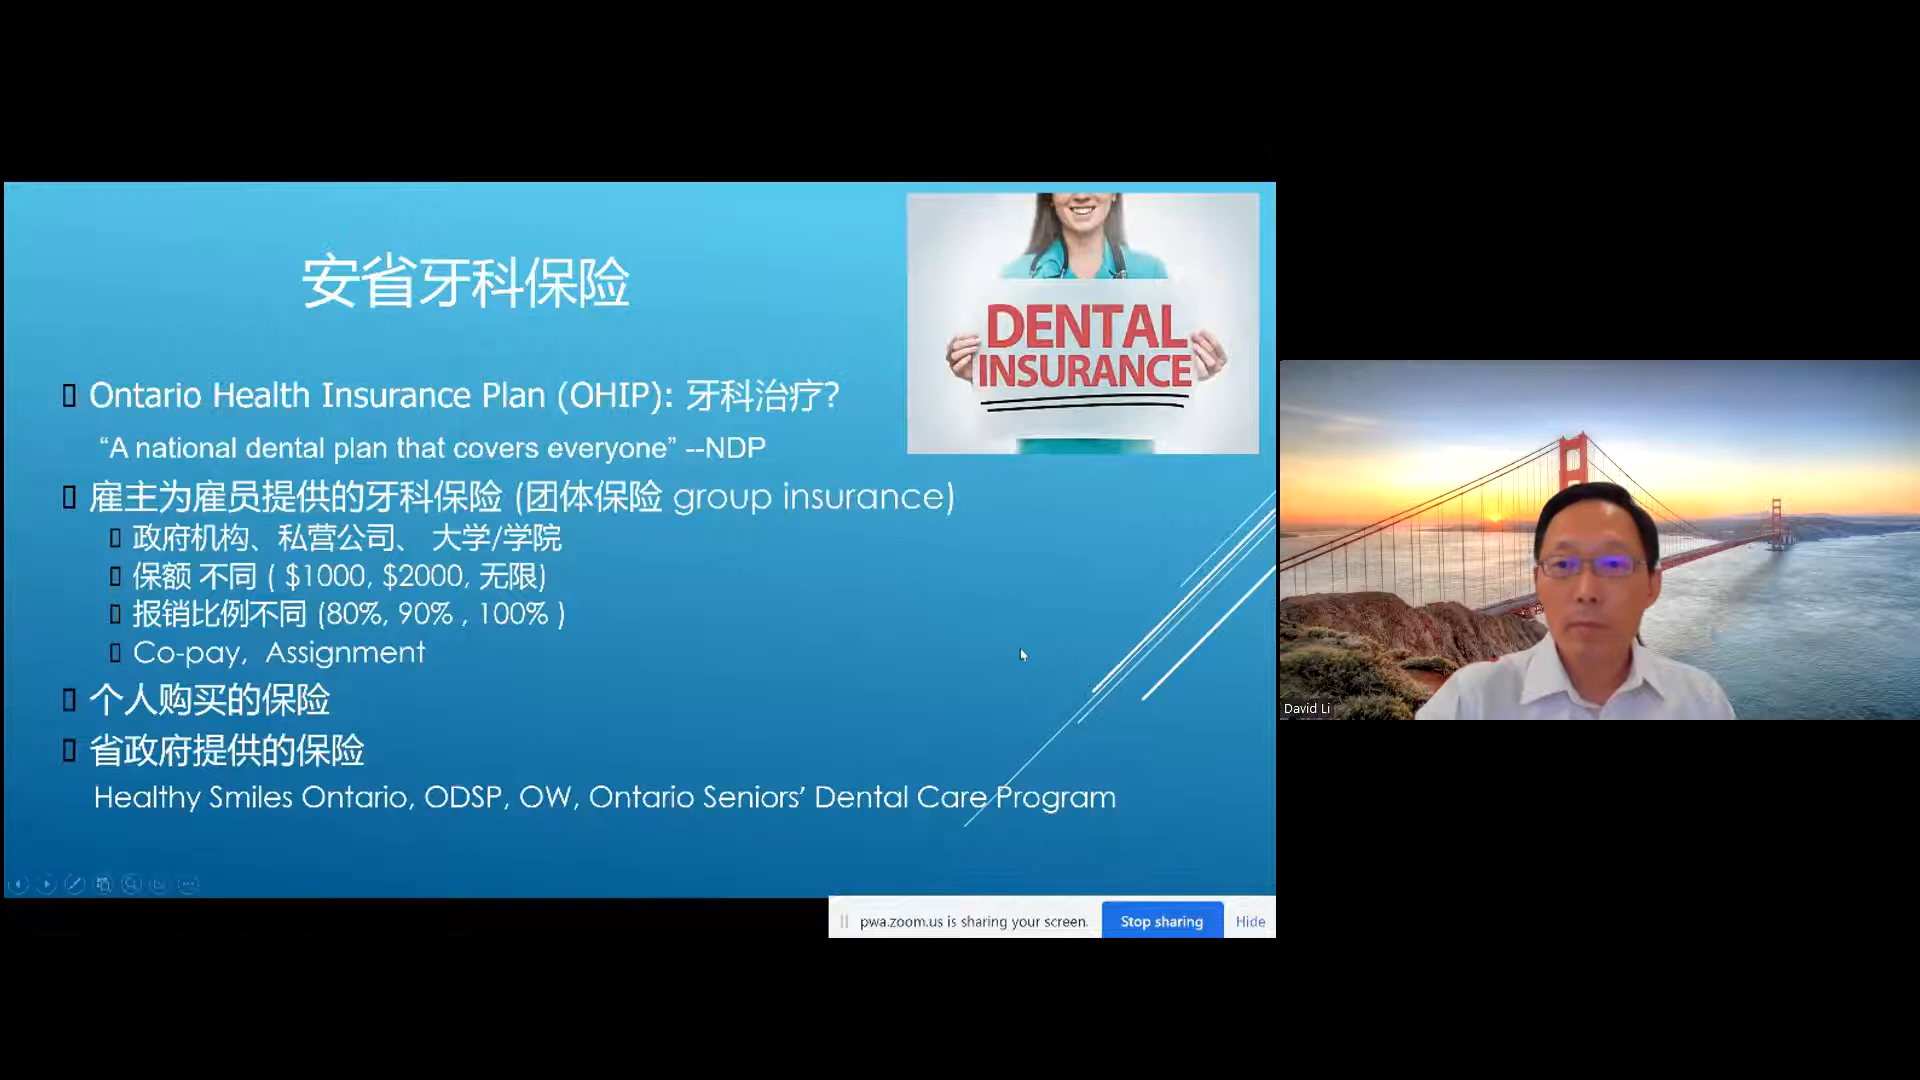 安省牙科保险
DENTAL
INSURANCE
Ontario Health Insurance Plan (OHIP): 牙科治疗?
“A national dental plan that covers everyone” --NDP
雇主为雇员提供的牙科保险 (团体保险 group insurance)
政府机构、私营公司、 大学/学院
保额 不同 ( $1000, $2000, 无限)
报销比例不同 (80%, 90% , 100% )
Co-pay, Assignment
个人购买的保险
省政府提供的保险
Healthy Smiles Ontario, ODSP, OW, Ontario Seniors’ Dental Care Program
pwa.zoom.us is sharing your screen. Stop sharing Hide
David Li